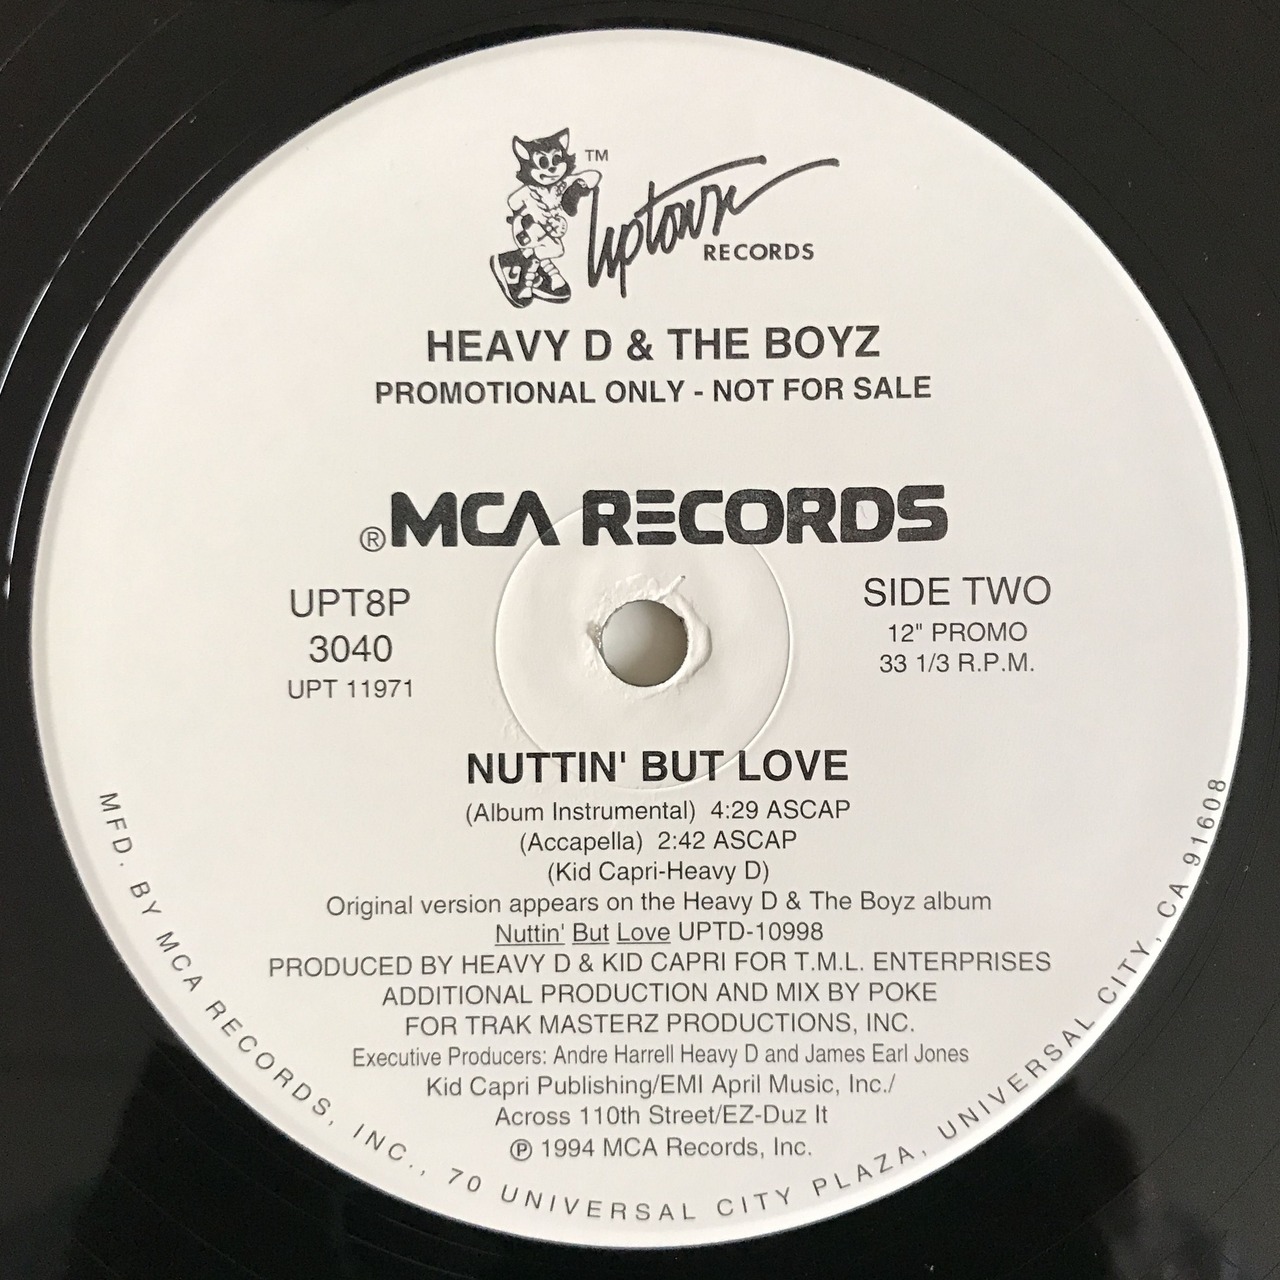 TM
Uptown
RECORDS
HEAVY D & THE BOYZ
PROMOTIONAL ONLY - NOT FOR SALE
® MCA RECORDS
UPT8P
3040
UPT 11971
SIDE TWO
12" PROMO
33 1/3 R.P.M.
NUTTIN' BUT LOVE
(Album Instrumental) 4:29 ASCAP
(Accapella) 2:42 ASCAP
(Kid Capri-Heavy D)
Original version appears on the Heavy D & The Boyz album
Nuttin' But Love UPTD-10998
PRODUCED BY HEAVY D & KID CAPRI FOR T.M.L. ENTERPRISES
ADDITIONAL PRODUCTION AND MIX BY POKE
FOR TRAK MASTERZ PRODUCTIONS, INC.
Executive Producers: Andre Harrell Heavy D and James Earl Jones
Kid Capri Publishing/EMI April Music, Inc./
Across 110th Street/EZ-Duz It
℗ 1994 MCA Records, Inc.
MFD. BY MCA RECORDS, INC., 70 UNIVERSAL CITY PLAZA, UNIVERSAL CITY, CA 91608